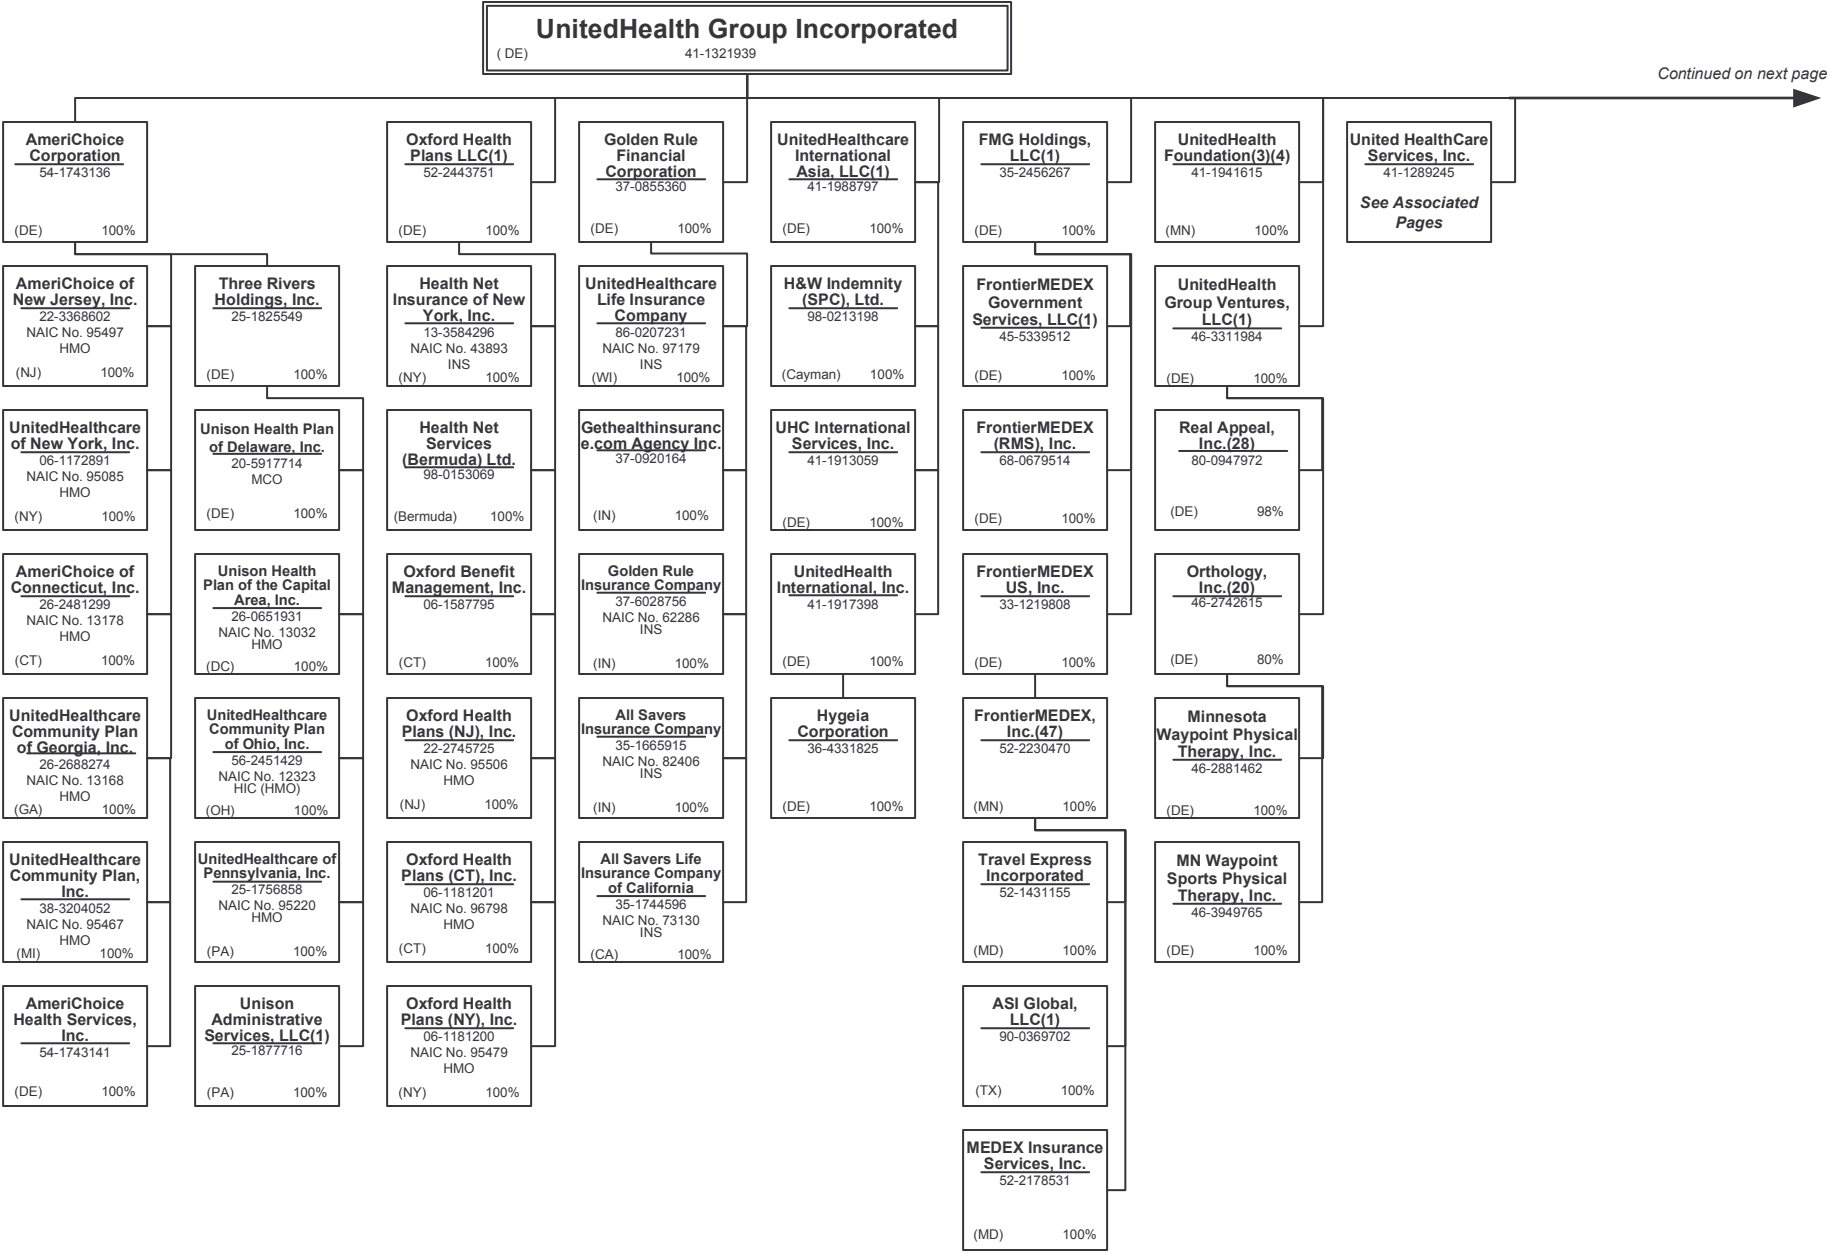 UnitedHealth Group Incorporated
( DE) 41-1321939
Continued on next page
AmeriChoice
Corporation
54-1743136
(DE) 100%
Oxford Health
Plans LLC(1)
52-2443751
(DE) 100%
Golden Rule
Financial
Corporation
37-0855360
(DE) 100%
UnitedHealthcare
International
Asia, LLC(1)
41-1988797
(DE) 100%
FMG Holdings,
LLC(1)
35-2456267
(DE) 100%
UnitedHealth
Foundation(3)(4)
41-1941615
(MN) 100%
United HealthCare
Services, Inc.
41-1289245
See Associated
Pages
AmeriChoice of
New Jersey, Inc.
22-3368602
NAIC No. 95497
HMO
(NJ) 100%
Three Rivers
Holdings, Inc.
25-1825549
(DE) 100%
Health Net
Insurance of New
York, Inc.
13-3584296
NAIC No. 43893
INS
(NY) 100%
UnitedHealthcare
Life Insurance
Company
86-0207231
NAIC No. 97179
INS
(WI) 100%
H&W Indemnity
(SPC), Ltd.
98-0213198
(Cayman) 100%
FrontierMEDEX
Government
Services, LLC(1)
45-5339512
(DE) 100%
UnitedHealth
Group Ventures,
LLC(1)
46-3311984
(DE) 100%
UnitedHealthcare
of New York, Inc.
06-1172891
NAIC No. 95085
HMO
(NY) 100%
Unison Health Plan
of Delaware, Inc.
20-5917714
MCO
(DE) 100%
Health Net
Services
(Bermuda) Ltd.
98-0153069
(Bermuda) 100%
Gethealthinsuranc
e.com Agency Inc.
37-0920164
(IN) 100%
UHC International
Services, Inc.
41-1913059
(DE) 100%
FrontierMEDEX
(RMS), Inc.
68-0679514
(DE) 100%
Real Appeal,
Inc.(28)
80-0947972
(DE) 98%
AmeriChoice of
Connecticut, Inc.
26-2481299
NAIC No. 13178
HMO
(CT) 100%
Unison Health
Plan of the Capital
Area, Inc.
26-0651931
NAIC No. 13032
HMO
(DC) 100%
Oxford Benefit
Management, Inc.
06-1587795
(CT) 100%
Golden Rule
Insurance Company
37-6028756
NAIC No. 62286
INS
(IN) 100%
UnitedHealth
International, Inc.
41-1917398
(DE) 100%
FrontierMEDEX
US, Inc.
33-1219808
(DE) 100%
Orthology,
Inc.(20)
46-2742615
(DE) 80%
UnitedHealthcare
Community Plan
of Georgia, Inc.
26-2688274
NAIC No. 13168
HMO
(GA) 100%
UnitedHealthcare
Community Plan
of Ohio, Inc.
56-2451429
NAIC No. 12323
HIC (HMO)
(OH) 100%
Oxford Health
Plans (NJ), Inc.
22-2745725
NAIC No. 95506
HMO
(NJ) 100%
All Savers
Insurance Company
35-1665915
NAIC No. 82406
INS
(IN) 100%
Hygeia
Corporation
36-4331825
(DE) 100%
FrontierMEDEX,
Inc.(47)
52-2230470
(MN) 100%
Minnesota
Waypoint Physical
Therapy, Inc.
46-2881462
(DE) 100%
UnitedHealthcare
Community Plan,
Inc.
38-3204052
NAIC No. 95467
HMO
(MI) 100%
UnitedHealthcare of
Pennsylvania, Inc.
25-1756858
NAIC No. 95220
HMO
(PA) 100%
Oxford Health
Plans (CT), Inc.
06-1181201
NAIC No. 96798
HMO
(CT) 100%
All Savers Life
Insurance Company
of California
35-1744596
NAIC No. 73130
INS
(CA) 100%
Travel Express
Incorporated
52-1431155
(MD) 100%
MN Waypoint
Sports Physical
Therapy, Inc.
46-3949765
(DE) 100%
AmeriChoice
Health Services,
Inc.
54-1743141
(DE) 100%
Unison
Administrative
Services, LLC(1)
25-1877716
(PA) 100%
Oxford Health
Plans (NY), Inc.
06-1181200
NAIC No. 95479
HMO
(NY) 100%
ASI Global,
LLC(1)
90-0369702
(TX) 100%
MEDEX Insurance
Services, Inc.
52-2178531
(MD) 100%